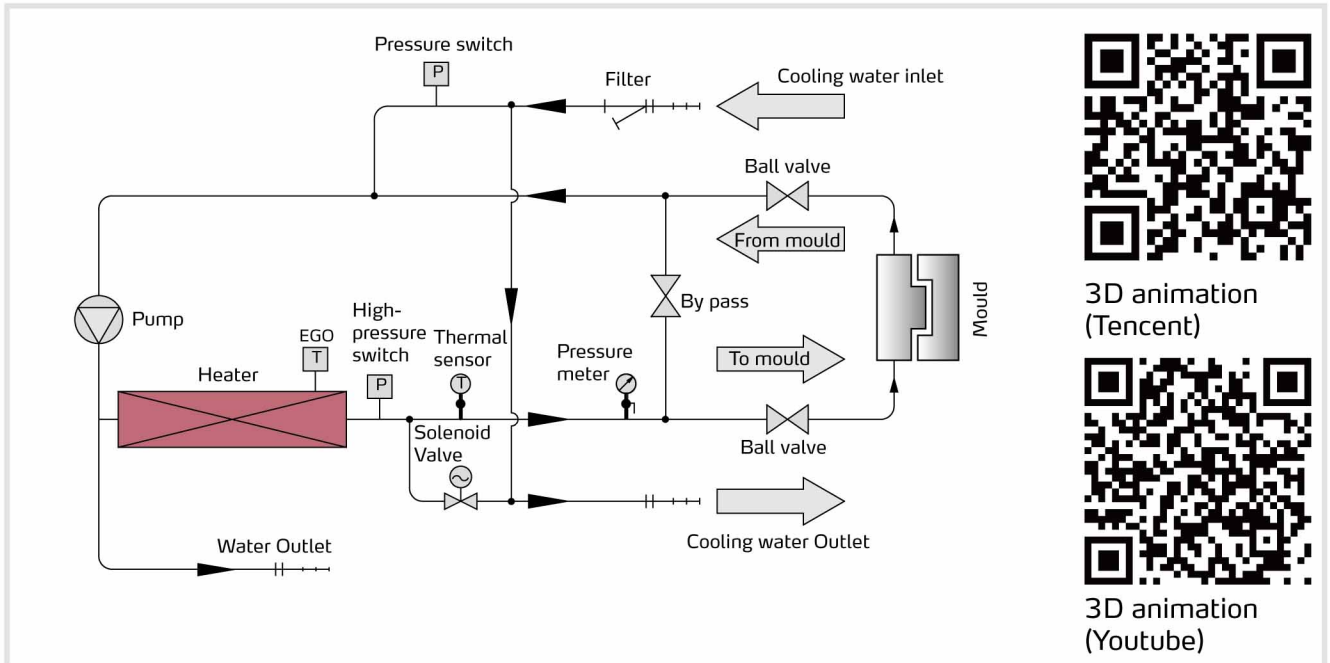 Pressure switch
P
Filter
Cooling water inlet
Ball valve
From mould
Pump
By pass
Mould
High-
pressure
switch
EGO
T
Thermal
sensor
T
Pressure
meter
To mould
Heater
P
Solenoid
Valve
Ball valve
Water Outlet
Cooling water Outlet
3D animation
(Tencent)
3D animation
(Youtube)